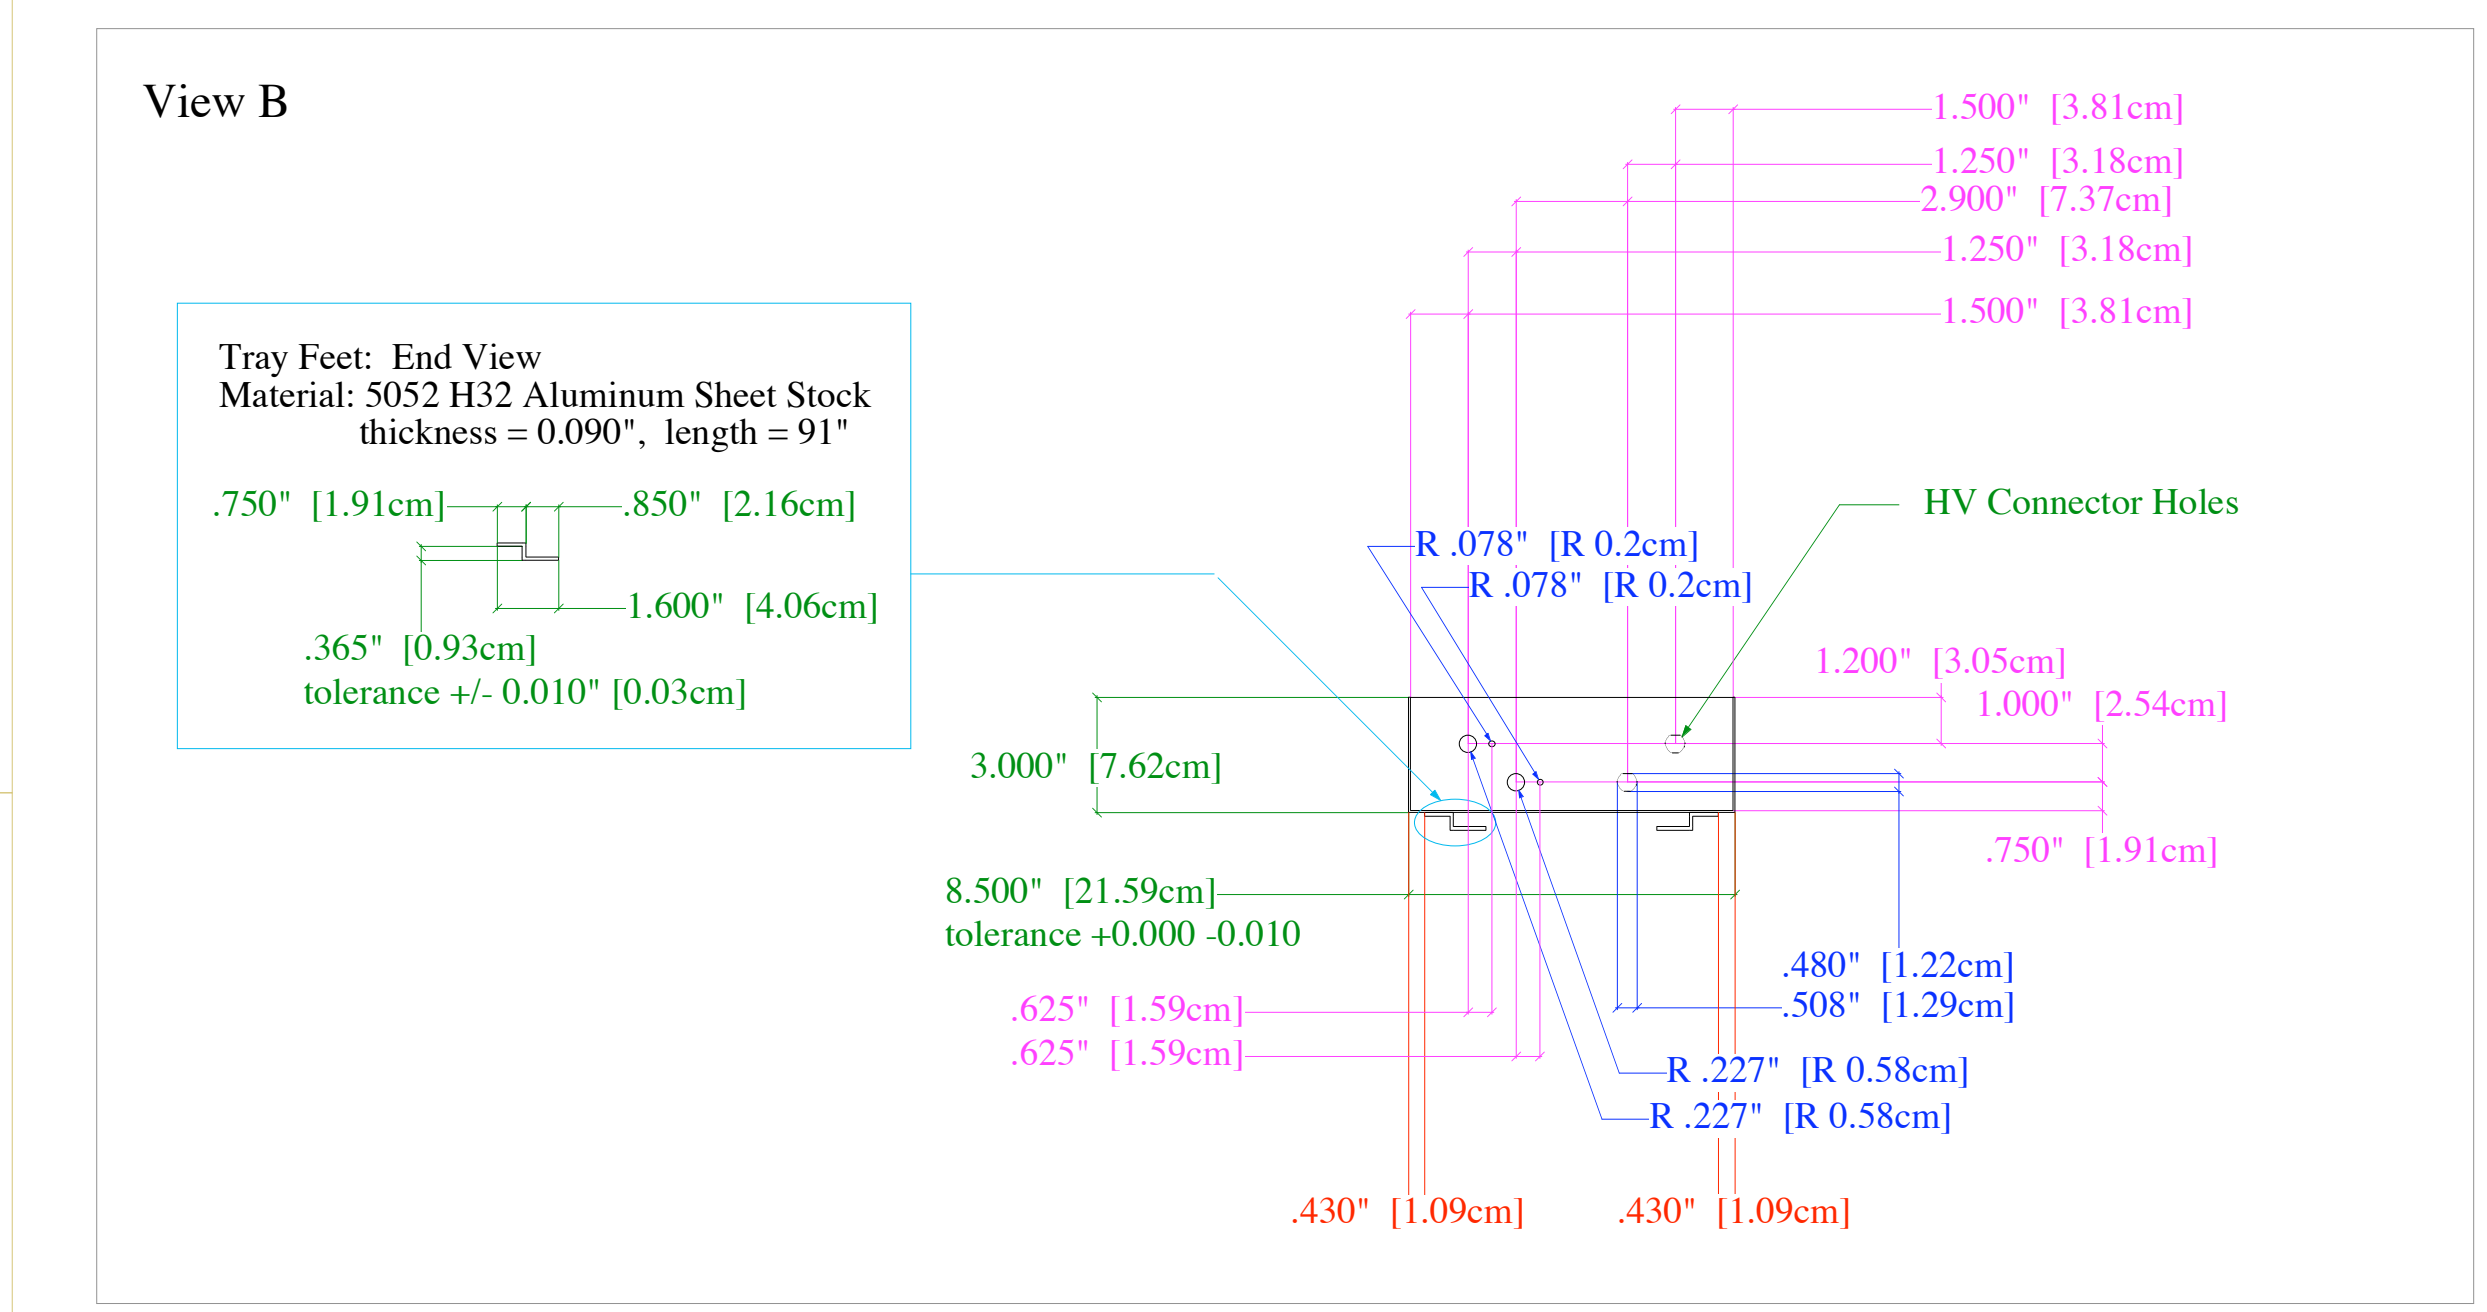 View B
1.500" [3.81cm]
1.250" [3.18cm]
2.900" [7.37cm]
1.250" [3.18cm]
1.500" [3.81cm]
Tray Feet: End View
Material: 5052 H32 Aluminum Sheet Stock
thickness = 0.090", length = 91"
.750" [1.91cm]
.850" [2.16cm]
1.600" [4.06cm]
.365" [0.93cm]
tolerance +/- 0.010" [0.03cm]
HV Connector Holes
R .078" [R 0.2cm]
R .078" [R 0.2cm]
1.200" [3.05cm]
1.000" [2.54cm]
3.000" [7.62cm]
.750" [1.91cm]
8.500" [21.59cm]
tolerance +0.000 -0.010
.480" [1.22cm]
.508" [1.29cm]
.625" [1.59cm]
.625" [1.59cm]
R .227" [R 0.58cm]
R .227" [R 0.58cm]
.430" [1.09cm]
.430" [1.09cm]